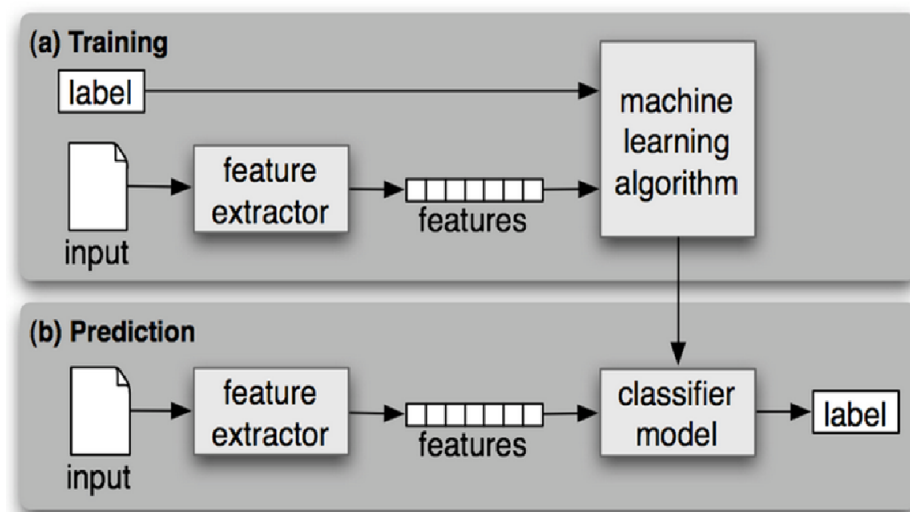 (a) Training
label
machine
learning
algorithm
feature
extractor
features
input
(b) Prediction
feature
extractor
features
input
classifier
model
label